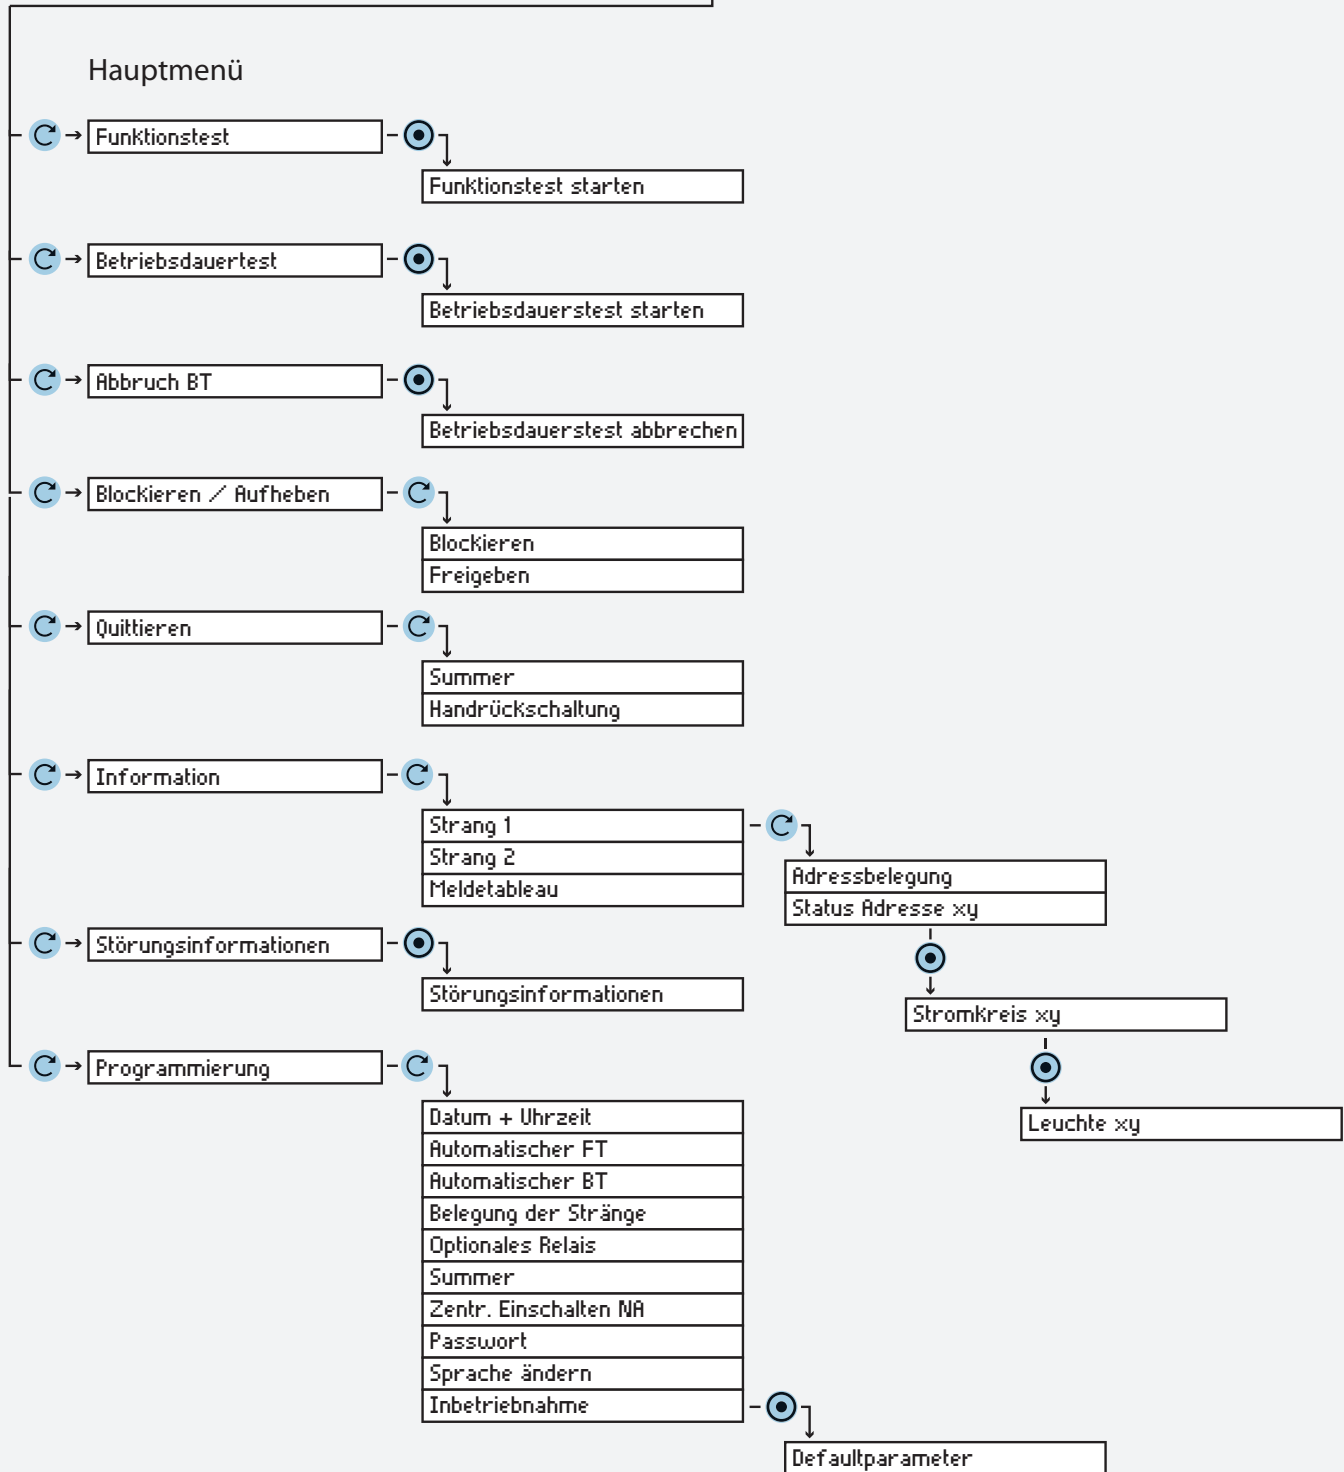 Hauptmenü
Funktionstest
Funktionstest starten
Betriebsdauertest
Betriebsdauerstest starten
Abbruch BT
Betriebsdauerstest abbrechen
Blockieren / Aufheben
Blockieren
Freigeben
Quittieren
Summer
Handrückschaltung
Information
Strang 1
Strang 2
Meldetableau
Adressbelegung
Status Adresse xy
Störungsinformationen
Störungsinformationen
Stromkreis xy
Leuchte xy
Programmierung
Datum + Uhrzeit
Automatischer FT
Automatischer BT
Belegung der Stränge
Optionales Relais
Summer
Zentr. Einschalten NA
Passwort
Sprache ändern
Inbetriebnahme
Defaultparameter